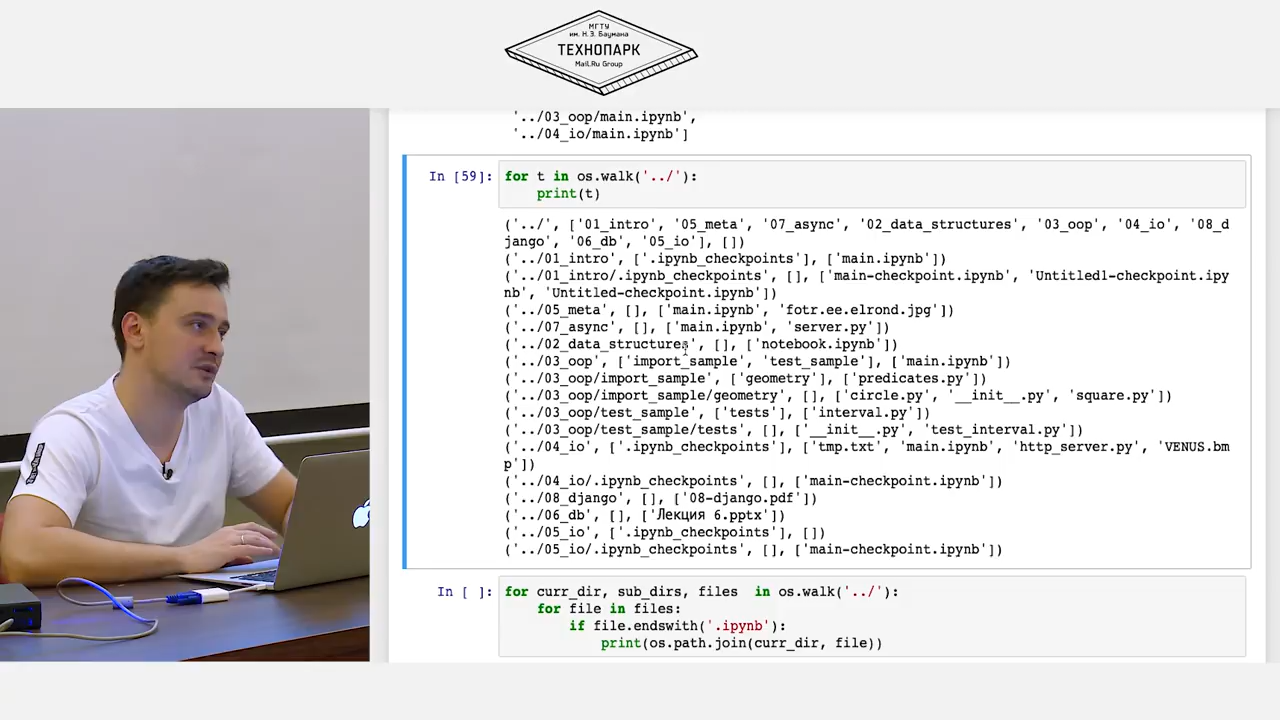 МГТУ
им. Н.Э. Баумана
ТЕХНОПАРК
Mail.Ru Group
'../03_oop/main.ipynb',
'../04_io/main.ipynb']
In [59]: for t in os.walk('../'):
print(t)
('../', ['01_intro', '05_meta', '07_async', '02_data_structures', '03_oop', '04_io', '08_d
jango', '06_db', '05_io'], [])
('../01_intro', ['.ipynb_checkpoints'], ['main.ipynb'])
('../01_intro/.ipynb_checkpoints', [], ['main-checkpoint.ipynb', 'Untitled1-checkpoint.ipy
nb', 'Untitled-checkpoint.ipynb'])
('../05_meta', [], ['main.ipynb', 'fotr.ee.elrond.jpg'])
('../07_async', [], ['main.ipynb', 'server.py'])
('../02_data_structures', [], ['notebook.ipynb'])
('../03_oop', ['import_sample', 'test_sample'], ['main.ipynb'])
('../03_oop/import_sample', ['geometry'], ['predicates.py'])
('../03_oop/import_sample/geometry', [], ['circle.py', '__init__.py', 'square.py'])
('../03_oop/test_sample', ['tests'], ['interval.py'])
('../03_oop/test_sample/tests', [], ['__init__.py', 'test_interval.py'])
('../04_io', ['.ipynb_checkpoints'], ['tmp.txt', 'main.ipynb', 'http_server.py', 'VENUS.bm
p'])
('../04_io/.ipynb_checkpoints', [], ['main-checkpoint.ipynb'])
('../08_django', [], ['08-django.pdf'])
('../06_db', [], ['Лекция 6.pptx'])
('../05_io', ['.ipynb_checkpoints'], [])
('../05_io/.ipynb_checkpoints', [], ['main-checkpoint.ipynb'])
In [ ]: for curr_dir, sub_dirs, files  in os.walk('../'):
for file in files:
if file.endswith('.ipynb'):
print(os.path.join(curr_dir, file))